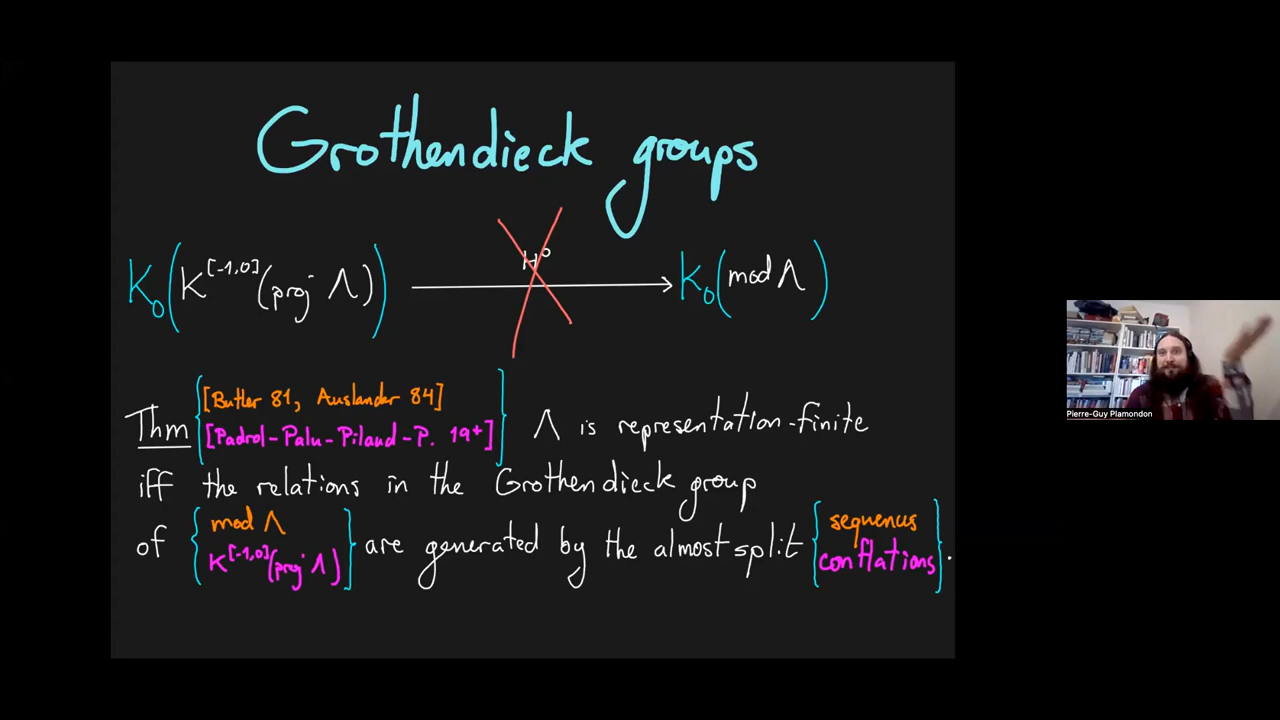 Grothendieck groups
K₀(K^[-1,0](proj Λ)) H⁰ K₀(mod Λ)
Thm {[Butler 81, Auslander 84]
[Padrol-Palu-Pilaud-P. 19⁺]} Λ is representation-finite
iff the relations in the Grothendieck group
of {mod Λ
K^[-1,0](proj Λ)} are generated by the almost split {sequences
conflations}.
Pierre-Guy Plamondon